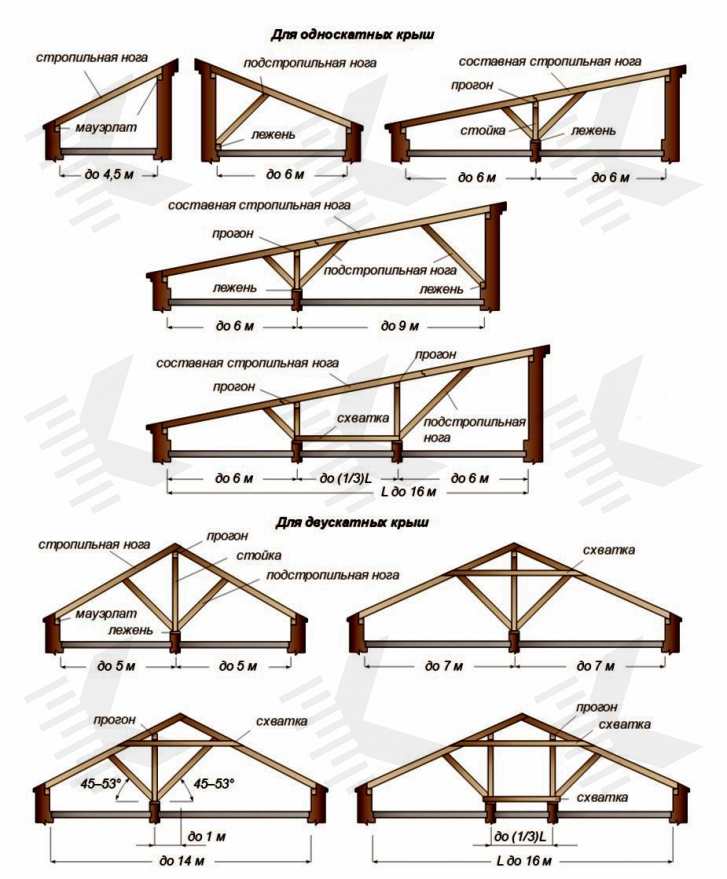 Для односкатных крыш
стропильная нога
мауэрлат
до 4,5 м
подстропильная нога
лежень
до 6 м
составная стропильная нога
прогон
стойка
лежень
до 6 м
до 6 м
составная стропильная нога
прогон
подстропильная нога
лежень
лежень
до 6 м
до 9 м
прогон
составная стропильная нога
прогон
схватка
подстропильная
нога
до 6 м
до (1/3)L
до 6 м
L до 16 м
Для двускатных крыш
прогон
стропильная нога
стойка
подстропильная нога
мауэрлат
лежень
до 5 м
до 5 м
схватка
до 7 м
до 7 м
прогон
схватка
45–53°
45–53°
до 1 м
до 14 м
прогон
схватка
схватка
до (1/3)L
L до 16 м